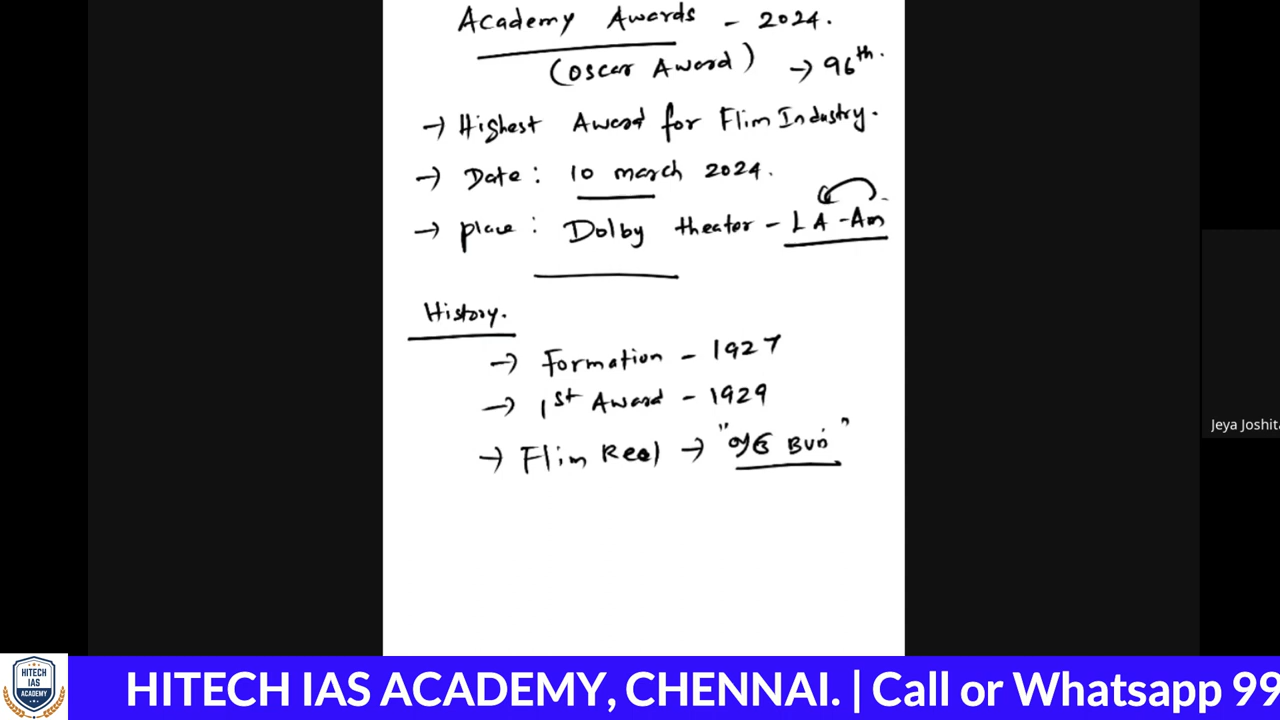 Academy Awards - 2024.
(Oscar Award) → 96th.
→ Highest Award for Flim Industry.
→ Date : 10 march 2024.
→ place : Dolby theater - LA - Am
History.
→ Formation - 1927
→ 1st Award - 1929
→ Flim Reel →
Jeya Joshita
HITECH IAS ACADEMY
HITECH IAS ACADEMY, CHENNAI. | Call or Whatsapp 99